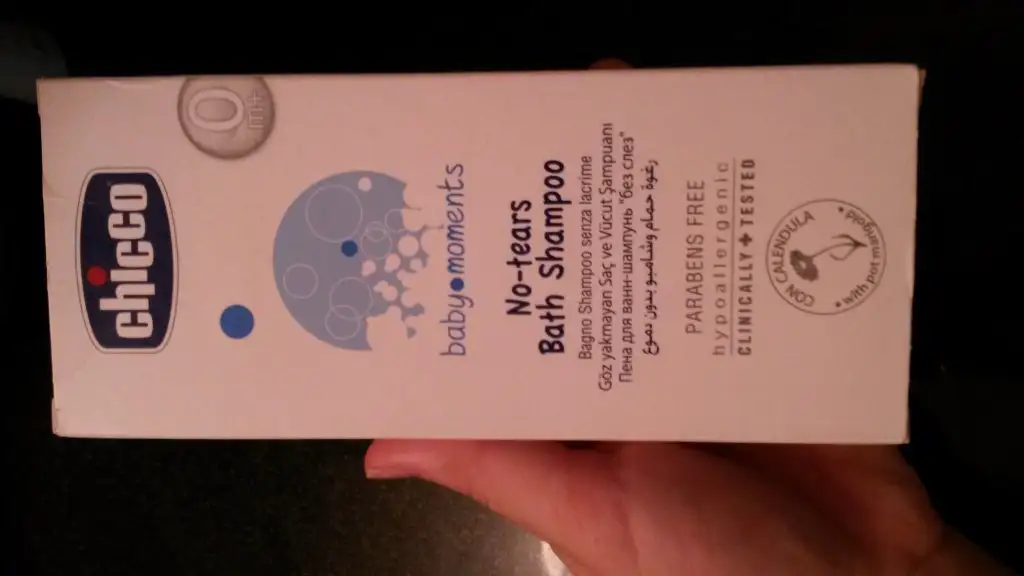 0
m+
chicco
baby•moments
No-tears
Bath Shampoo
Bagno Shampoo senza lacrime
Göz yakmayan Saç ve Vücut Şampuanı
Пена для ванн-шампунь "без слез"
رغوة حمام وشامبو بدون دموع
PARABENS FREE
hypoallergenic
CLINICALLY + TESTED
CON CALENDULA
• with pot marigold •